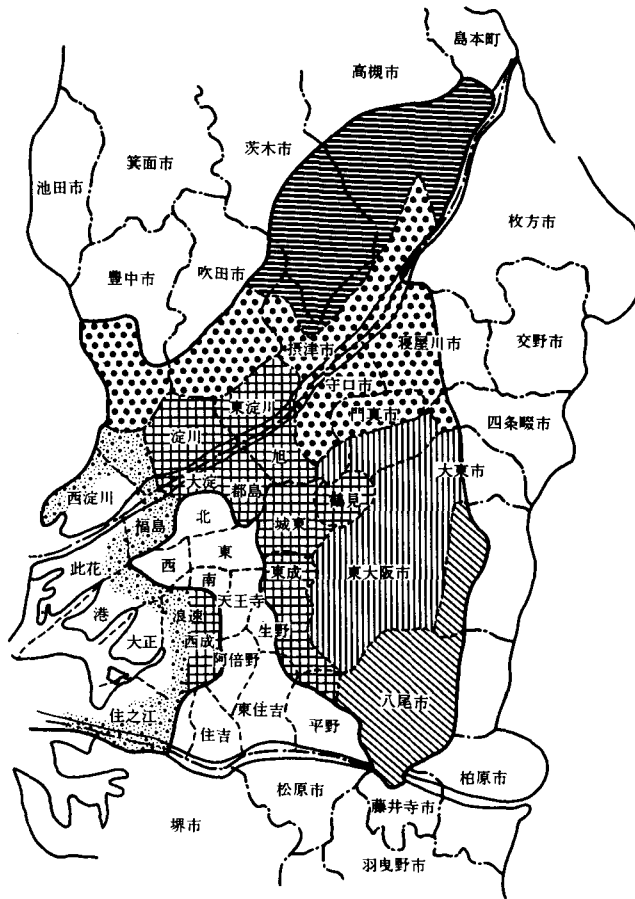 島本町
高槻市
茨木市
箕面市
池田市
枚方市
豊中市
吹田市
摂津市
寝屋川市
交野市
守口市
東淀川
門真市
四条畷市
淀川
旭
大東市
大淀
都島
鶴見
西淀川
北
福島
城東
東
此花
西
東成
東大阪市
南
天王寺
港
浪速
生野
大正
西成
阿倍野
八尾市
住之江
東住吉
平野
住吉
柏原市
松原市
藤井寺市
堺市
羽曳野市